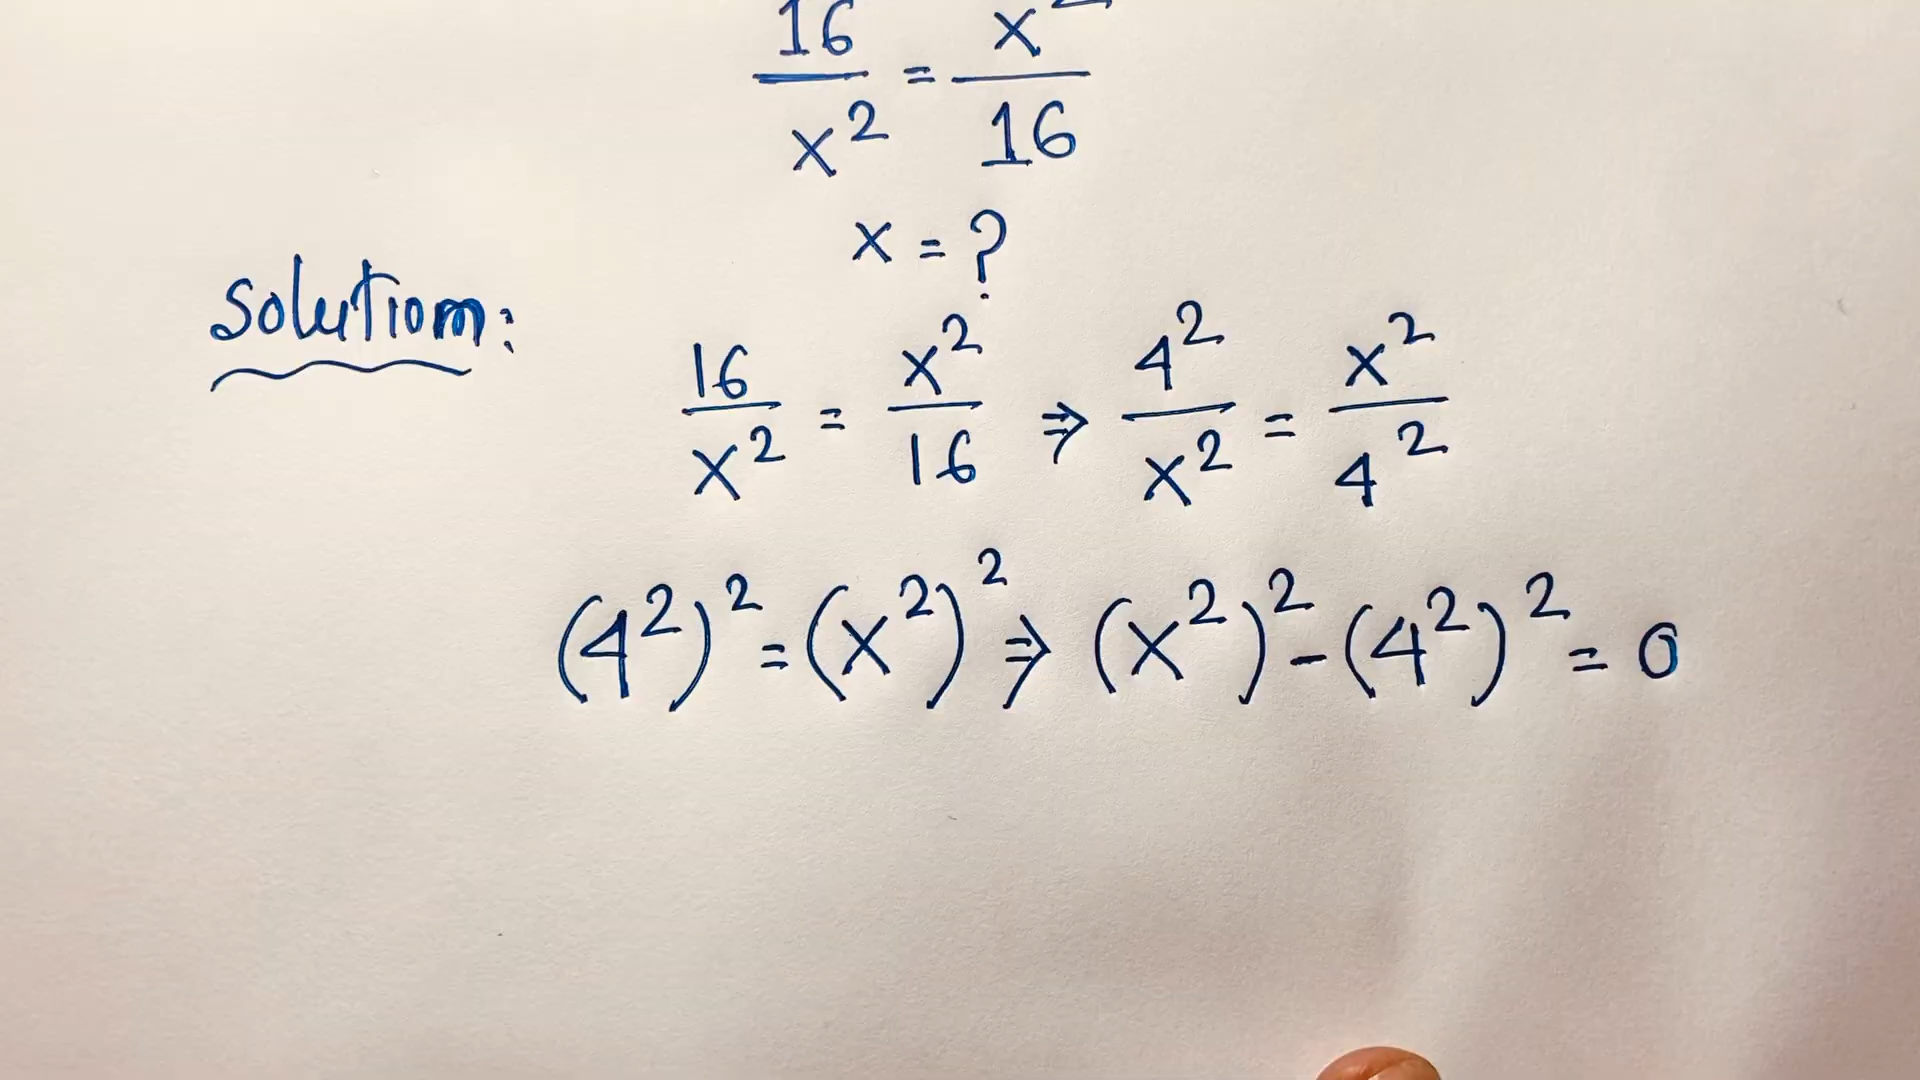 16/x² = x²/16
x = ?
Solution:
16/x² = x²/16 ⇒ 4²/x² = x²/4²
(4²)² = (x²)² ⇒ (x²)² - (4²)² = 0